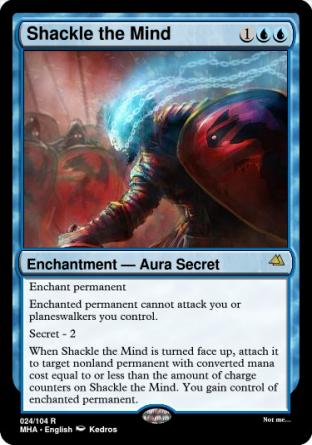 Shackle the Mind 1
Enchantment — Aura Secret
Enchant permanent
Enchanted permanent cannot attack you or
planeswalkers you control.
Secret - 2
When Shackle the Mind is turned face up, attach it
to target nonland permanent with converted mana
cost equal to or less than the amount of charge
counters on Shackle the Mind. You gain control of
enchanted permanent.
024/104 R
MHA • English Kedros
Not me...